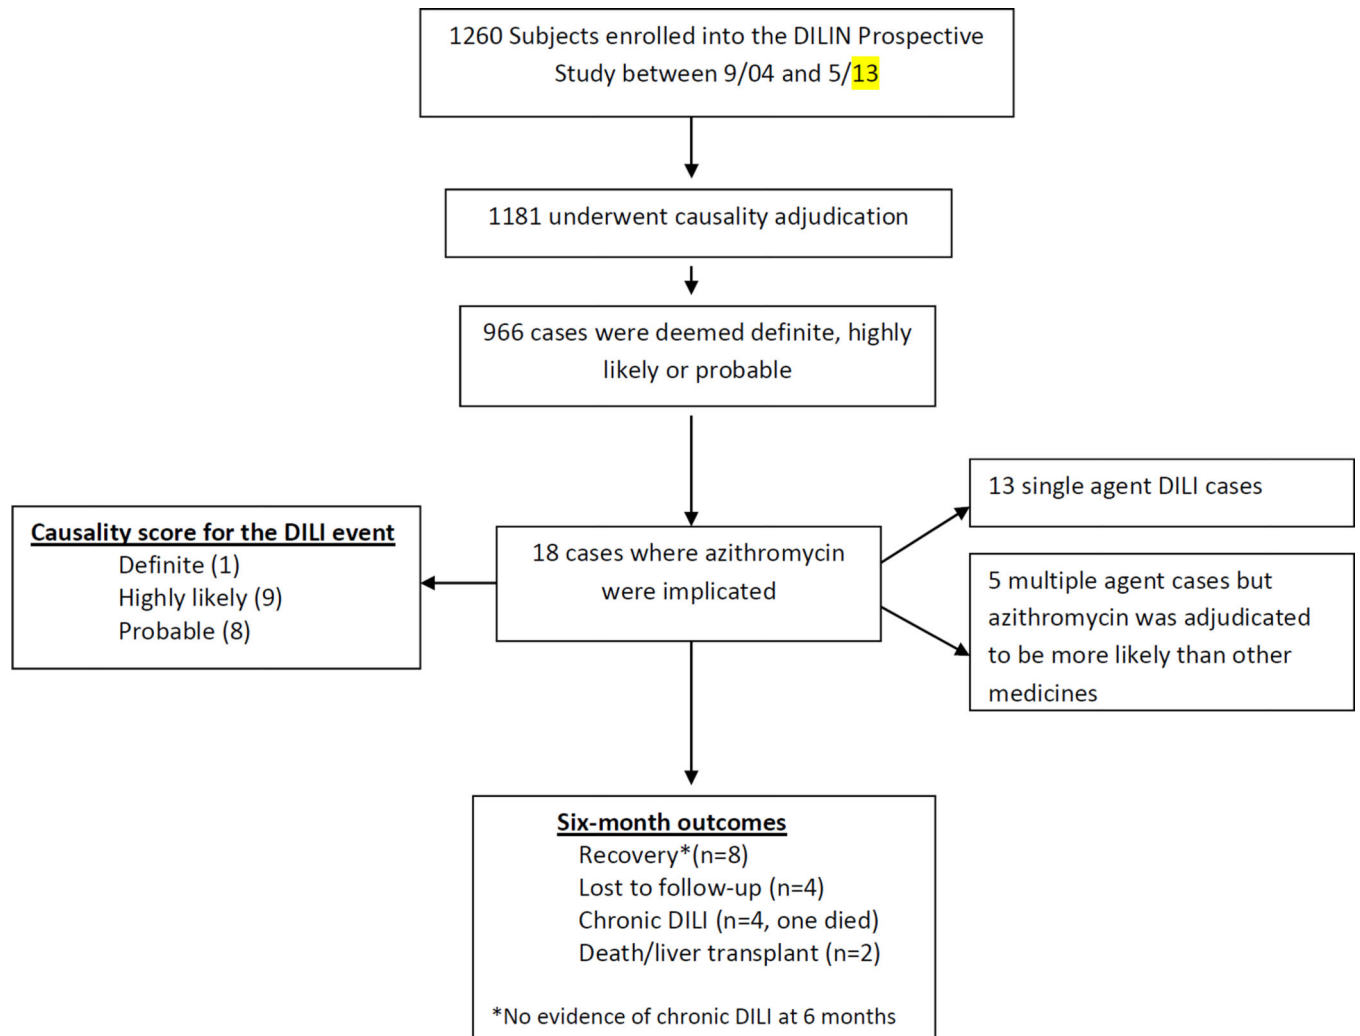 1260 Subjects enrolled into the DILIN Prospective
Study between 9/04 and 5/13
1181 underwent causality adjudication
966 cases were deemed definite, highly
likely or probable
13 single agent DILI cases
Causality score for the DILI event
Definite (1)
Highly likely (9)
Probable (8)
18 cases where azithromycin
were implicated
5 multiple agent cases but
azithromycin was adjudicated
to be more likely than other
medicines
Six-month outcomes
Recovery*(n=8)
Lost to follow-up (n=4)
Chronic DILI (n=4, one died)
Death/liver transplant (n=2)
*No evidence of chronic DILI at 6 months